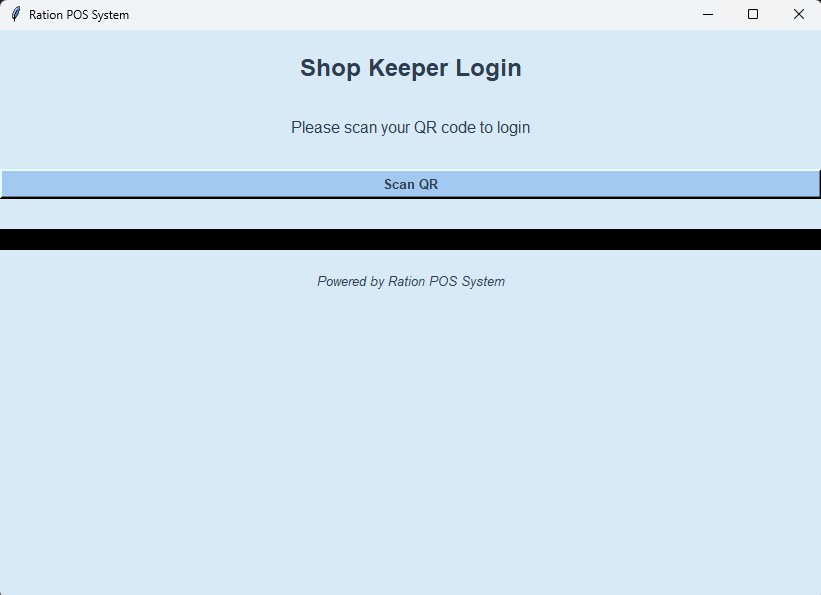 Ration POS System
Shop Keeper Login
Please scan your QR code to login
Scan QR
Powered by Ration POS System